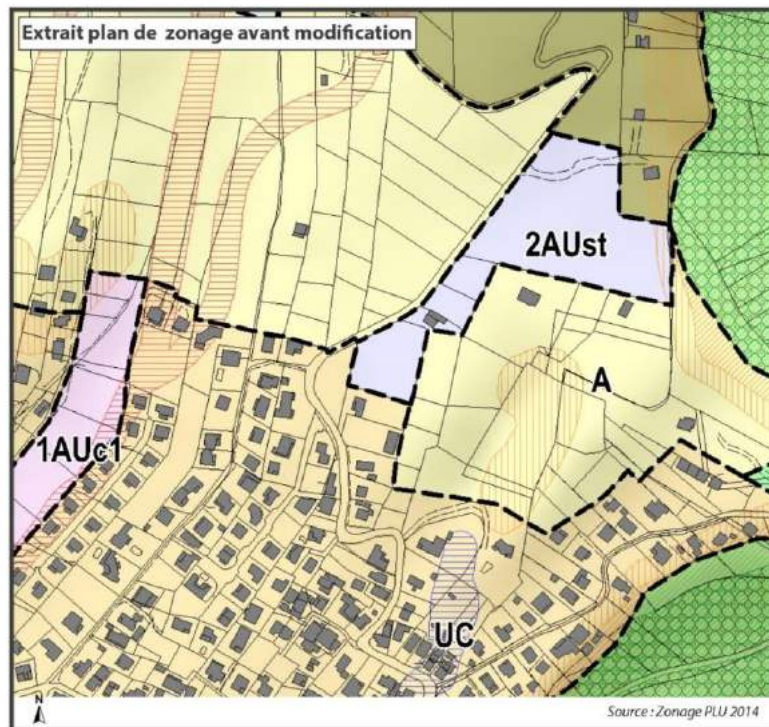 Extrait plan de zonage avant modification
2AUst
A
1AUc1
UC
N
Source : Zonage PLU 2014